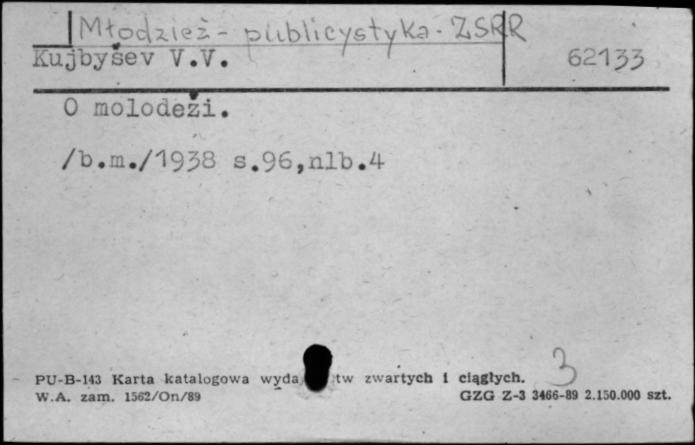 Młodzież - publicystyka - ZSRR
Kujbyšev V.V. 62133
O molodeži.
/b.m./1938 s.96,nlb.4
3
PU-B-143 Karta katalogowa wyda tw zwartych i ciągłych.
W.A. zam. 1562/On/89 GZG Z-3 3466-89 2.150.000 szt.